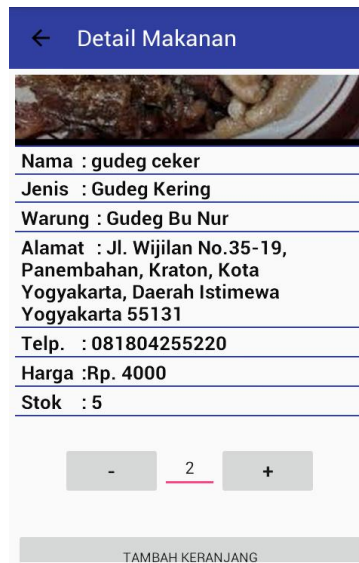 Detail Makanan
Nama : gudeg ceker
Jenis : Gudeg Kering
Warung : Gudeg Bu Nur
Alamat : Jl. Wijilan No.35-19,
Panembahan, Kraton, Kota
Yogyakarta, Daerah Istimewa
Yogyakarta 55131
Telp. : 081804255220
Harga :Rp. 4000
Stok : 5
- 2 +
TAMBAH KERANJANG